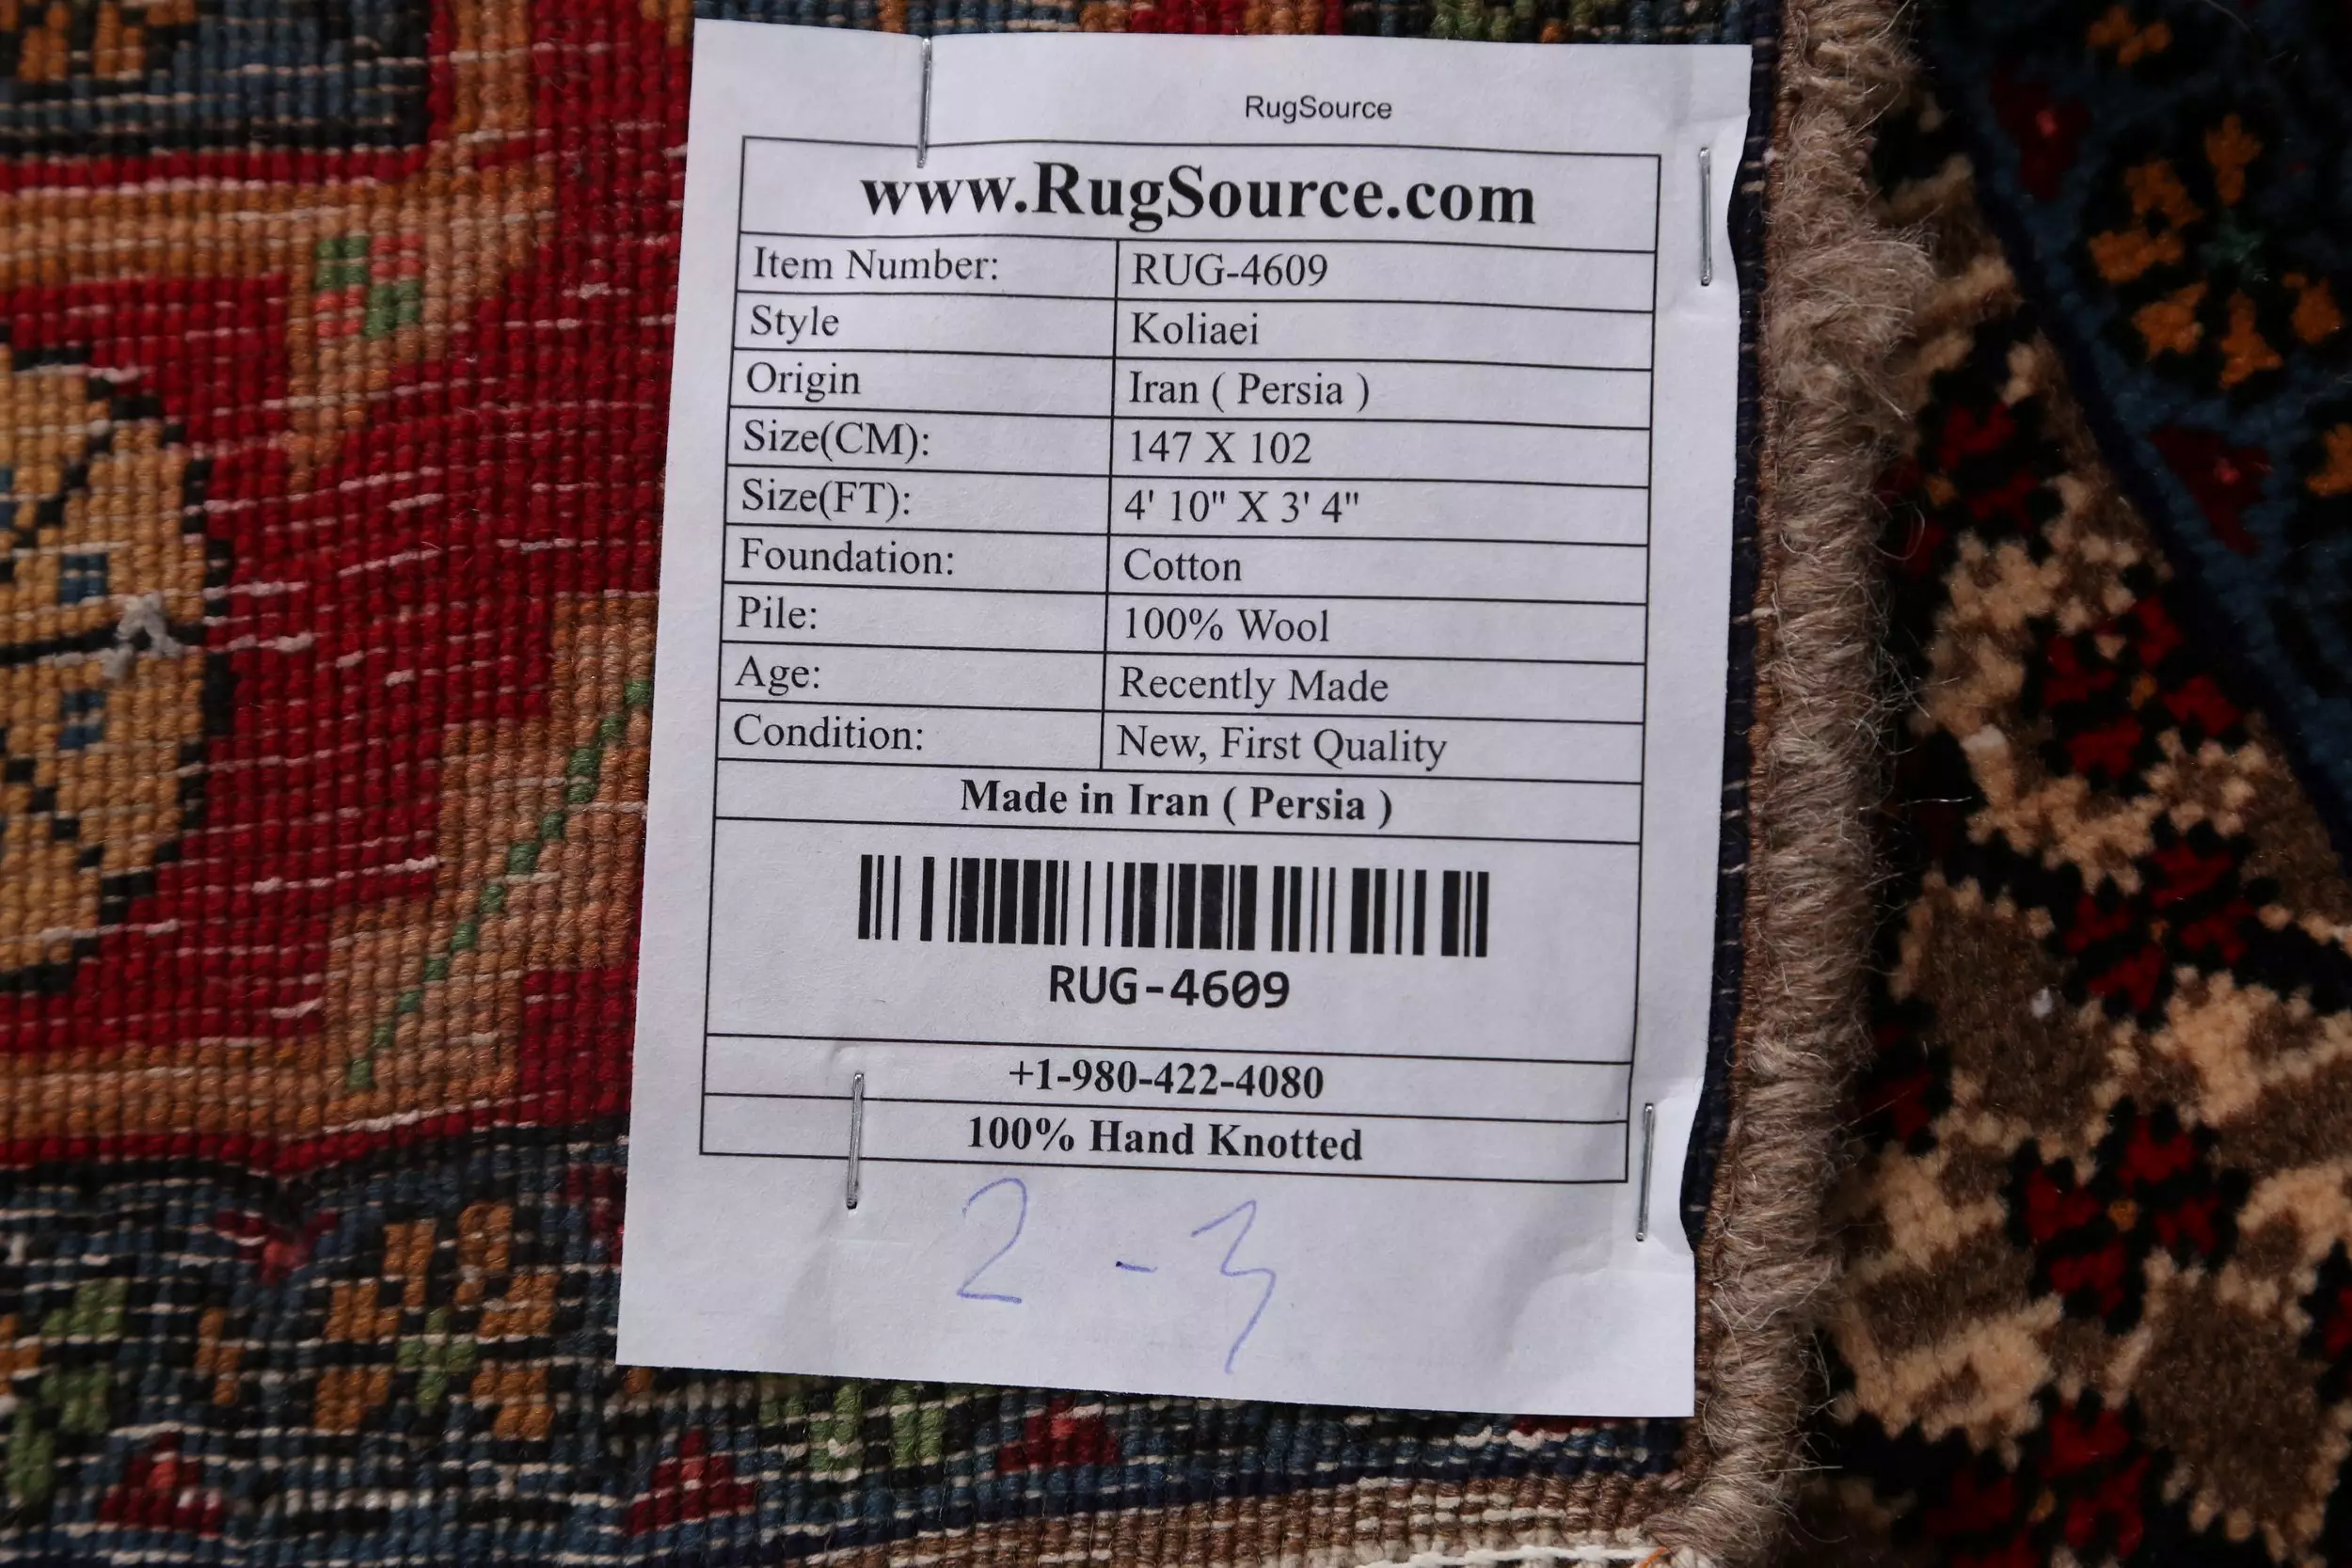 RugSource
www.RugSource.com
Item Number: RUG-4609
Style Koliaei
Origin Iran ( Persia )
Size(CM): 147 X 102
Size(FT): 4' 10" X 3' 4"
Foundation: Cotton
Pile: 100% Wool
Age: Recently Made
Condition: New, First Quality
Made in Iran ( Persia )
RUG-4609
+1-980-422-4080
100% Hand Knotted
2 - 3